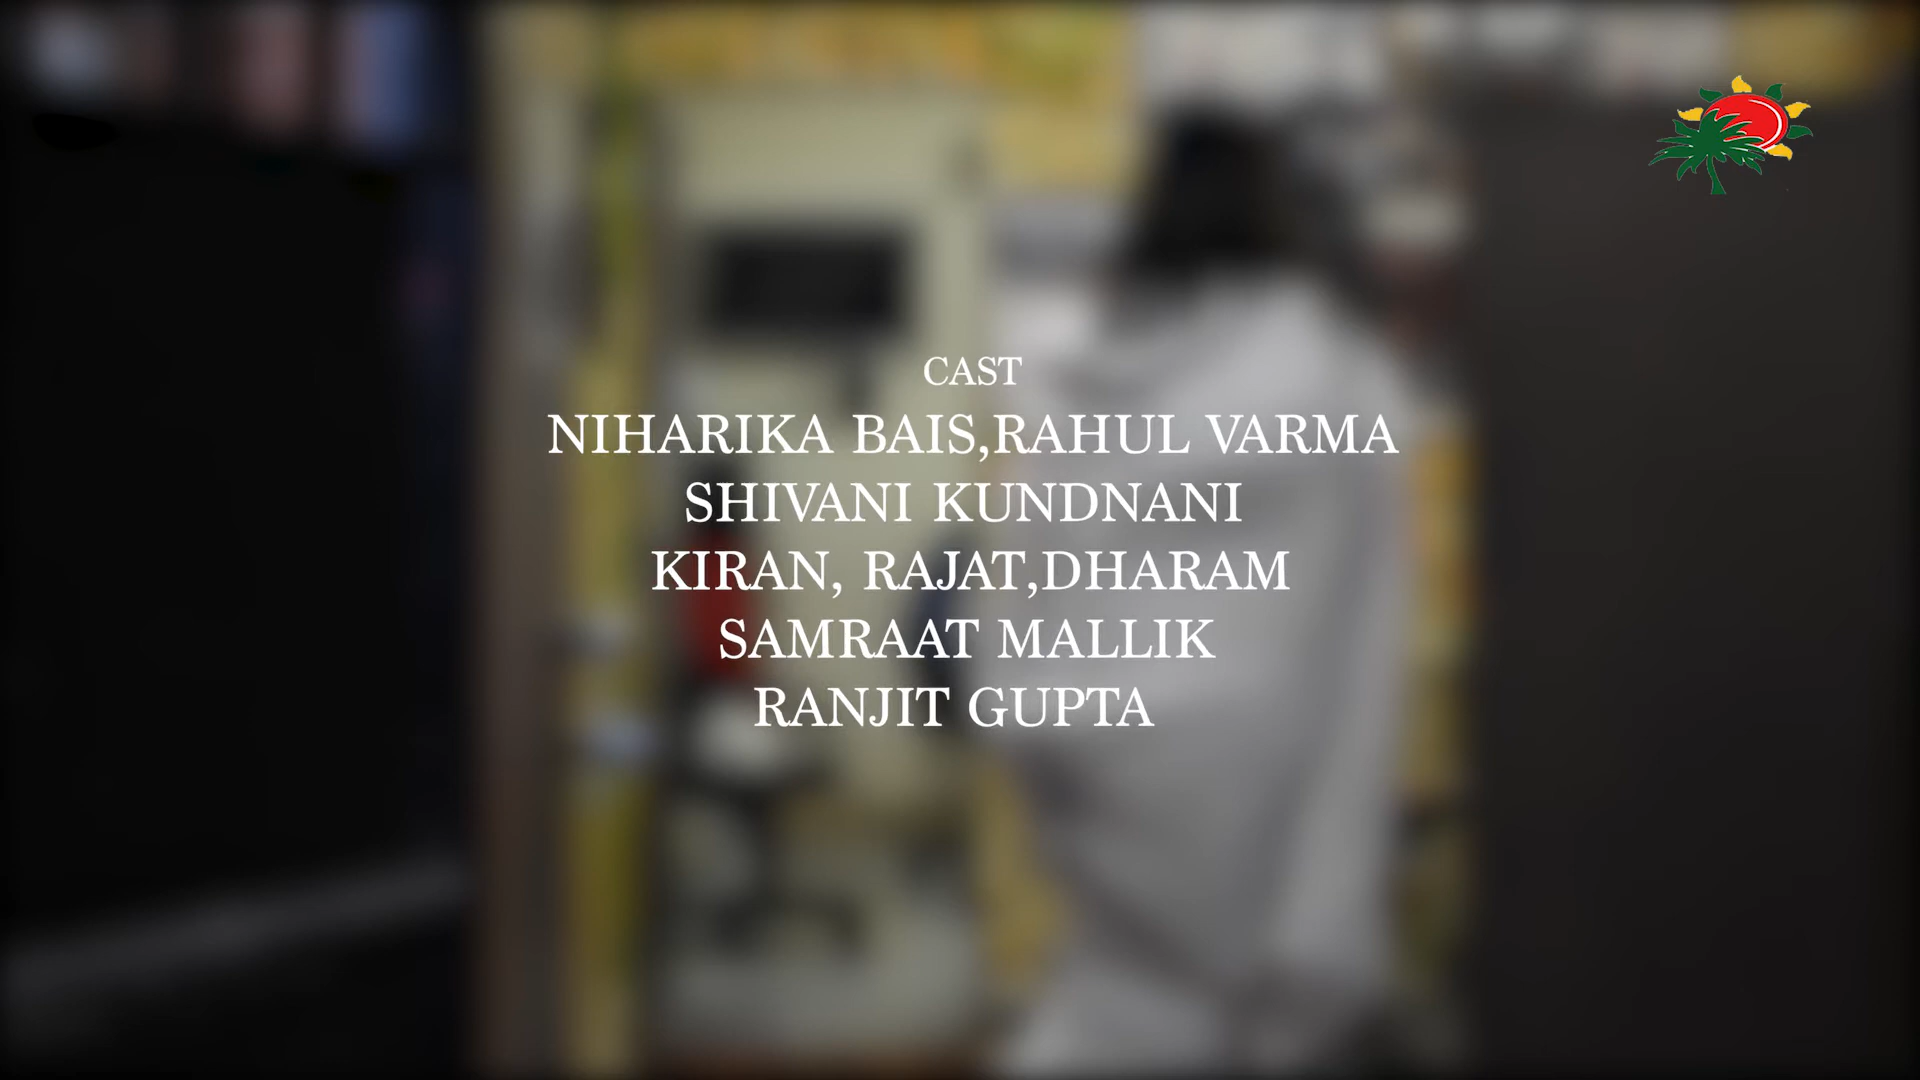 CAST
NIHARIKA BAIS,RAHUL VARMA
SHIVANI KUNDNANI
KIRAN, RAJAT,DHARAM
SAMRAAT MALLIK
RANJIT GUPTA